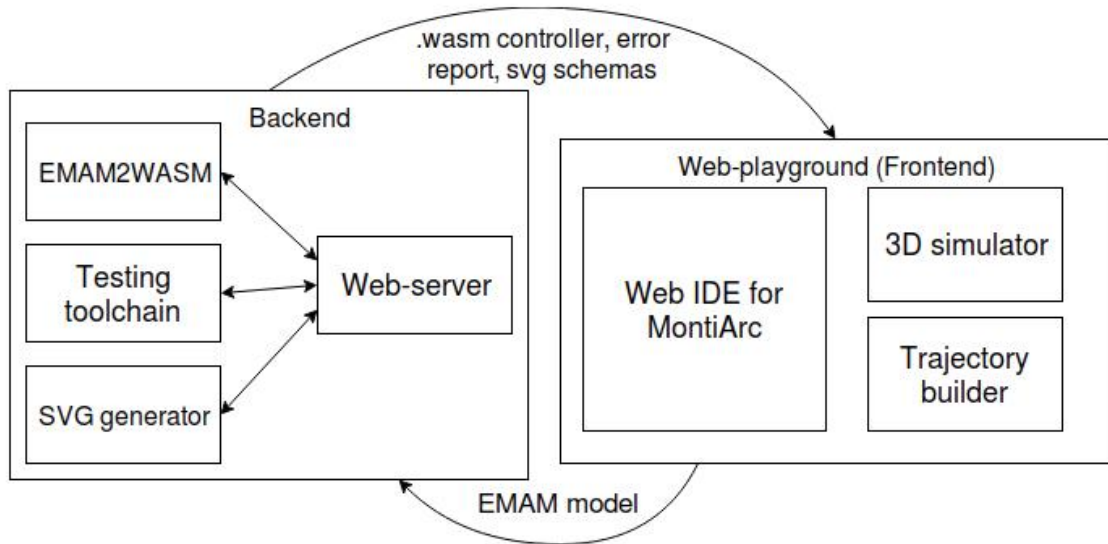 .wasm controller, error
report, svg schemas
Backend
EMAM2WASM
Testing
toolchain
SVG generator
Web-server
Web-playground (Frontend)
Web IDE for
MontiArc
3D simulator
Trajectory
builder
EMAM model